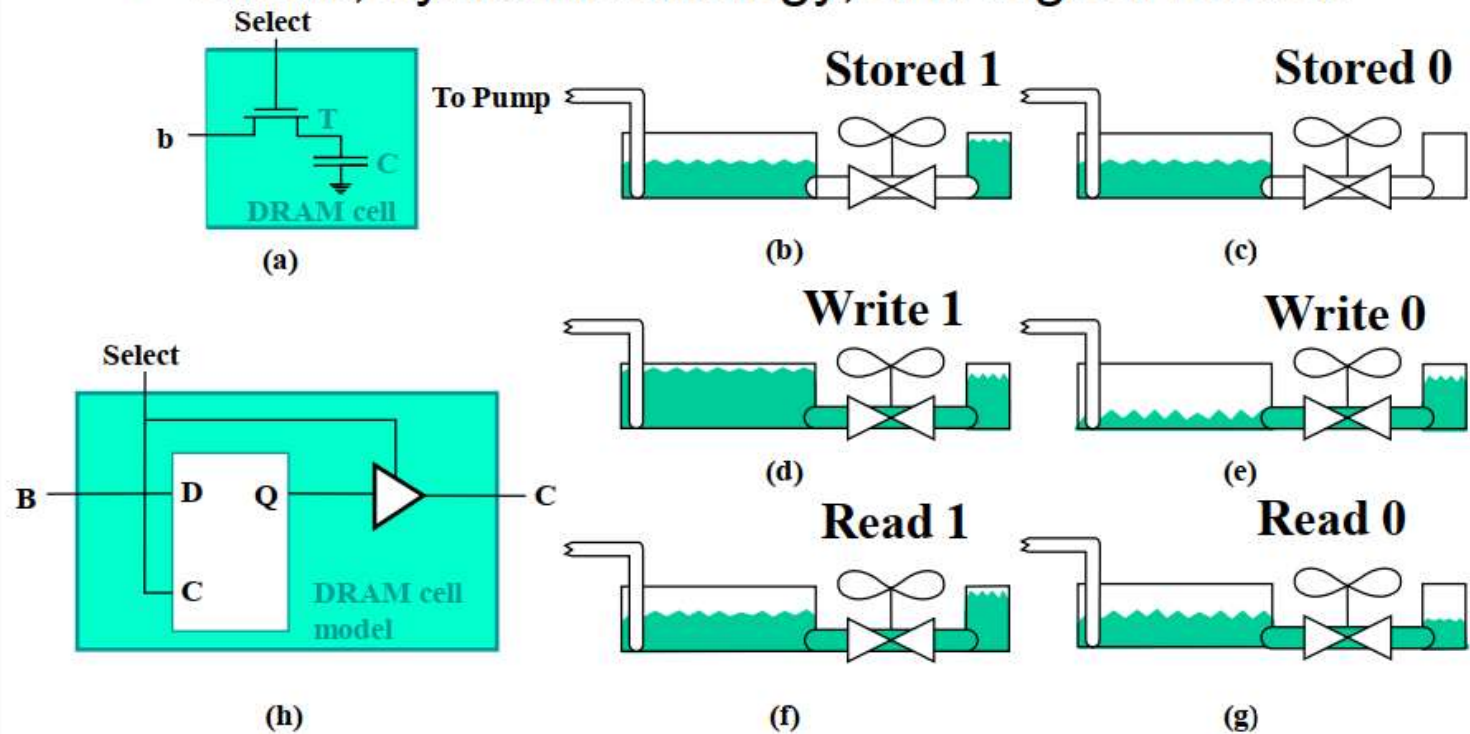 Select
b
T
C
DRAM cell
(a)
To Pump
Stored 1
(b)
Stored 0
(c)
Write 1
(d)
Write 0
(e)
Select
B
D
Q
C
C
DRAM cell
model
(h)
Read 1
(f)
Read 0
(g)